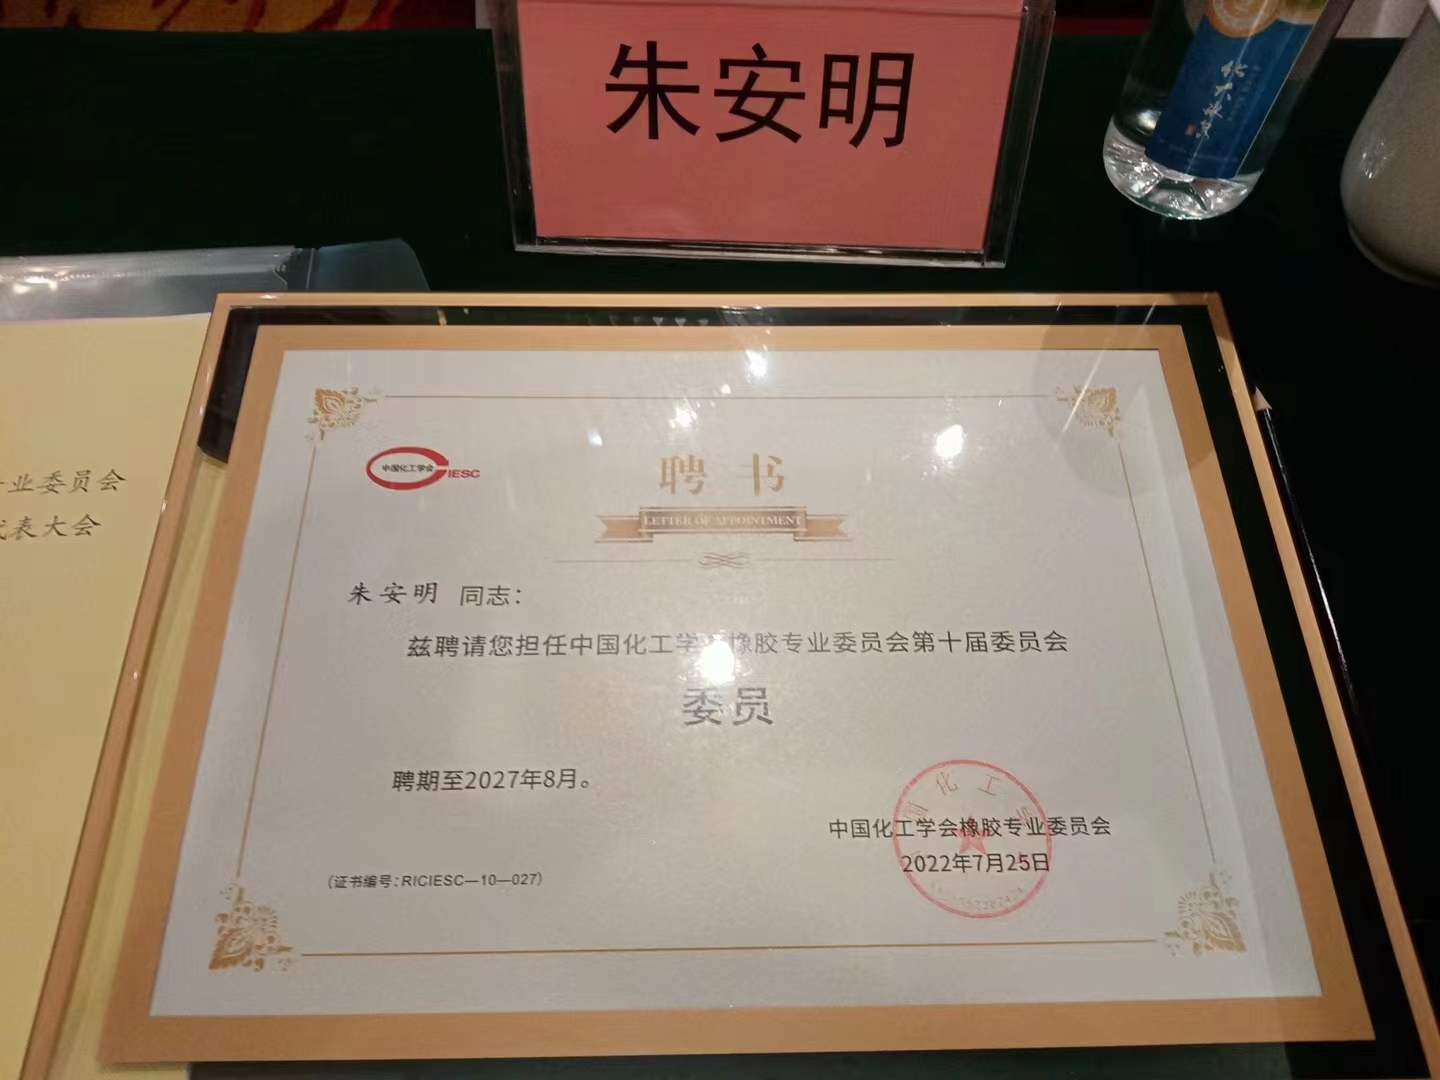 朱安明
化大
业委员会
代表大会
中国化工学会
CIESC
聘书
LETTER OF APPOINTMENT
朱安明 同志：
兹聘请您担任中国化工学会橡胶专业委员会第十届委员会
委员
聘期至2027年8月。
中国化工学会橡胶专业委员会
2022年7月25日
（证书编号：RICIESC—10—027）